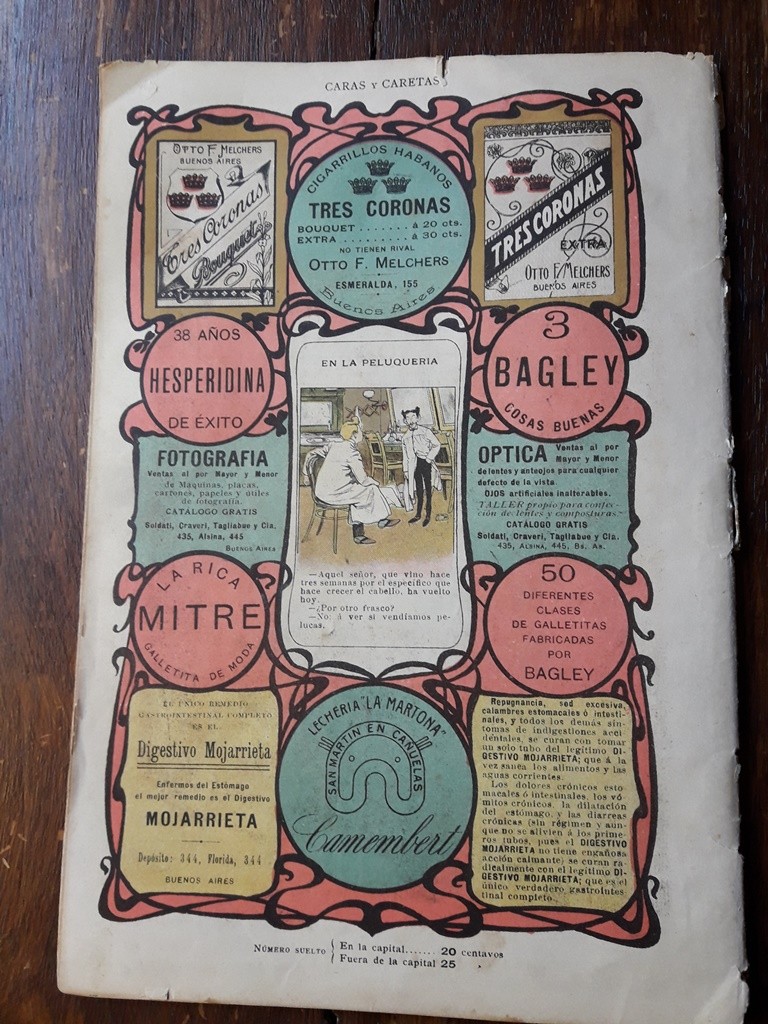 CARAS Y CARETAS
OTTO F. MELCHERS
BUENOS AIRES
Tres Coronas
Bouquet
CIGARRILLOS HABANOS
TRES CORONAS
BOUQUET ....... á 20 cts.
EXTRA ......... á 30 cts.
NO TIENEN RIVAL
OTTO F. MELCHERS
ESMERALDA, 155
Buenos Aires
TRES CORONAS
EXTRA
OTTO F. MELCHERS
BUENOS AIRES
38 AÑOS
HESPERIDINA
DE ÉXITO
3
BAGLEY
COSAS BUENAS
EN LA PELUQUERIA
—Aquel señor, que vino hace
tres semanas por el específico que
hace crecer el cabello, ha vuelto
hoy.
—¿Por otro frasco?
—No: á ver si vendíamos pe-
lucas.
FOTOGRAFIA
Ventas al por Mayor y Menor
de Maquinas, placas,
cartones, papeles y útiles
de fotografía.
CATÁLOGO GRATIS
Soldati, Craveri, Tagliabue y Cía.
435, Alsina, 445
BUENOS AIRES
OPTICA Ventas al por
Mayor y Menor
de lentes y anteojos para cualquier
defecto de la vista.
OJOS artificiales inalterables.
TALLER propio para confec-
ción de lentes y composturas
CATÁLOGO GRATIS
Soldati, Craveri, Tagliabue y Cía.
435, ALSINA, 445, BS. AS.
LA RICA
MITRE
GALLETITA DE MODA
50
DIFERENTES
CLASES
DE GALLETITAS
FABRICADAS
POR
BAGLEY
EL ÚNICO REMEDIO
GASTROINTESTINAL COMPLETO
ES EL
Digestivo Mojarrieta
Enfermos del Estómago
el mejor remedio es el Digestivo
MOJARRIETA
Depósito: 344, Florida, 344
BUENOS AIRES
LECHERIA "LA MARTONA"
SAN MARTIN EN CAÑUELAS
Camembert
Repugnancia, sed excesiva,
calambres estomacales ó intesti-
nales, y todos los demás sín-
tomas de indigestiones acci-
dentales, se curan con tomar
un solo tubo del legítimo DI-
GESTIVO MOJARRIETA; que á la
vez sanea los alimentos y las
aguas corrientes.
Los dolores crónicos esto-
macales ó intestinales, los vó-
mitos crónicos, la dilatación
del estómago, y las diarreas
crónicas (sin régimen y aún-
que no se alivien á los prime-
ros tubos, pues el DIGESTIVO
MOJARRIETA no tiene engañosa
acción calmante) se curan ra-
dicalmente con el legítimo DI-
GESTIVO MOJARRIETA; que es el
único verdadero gastrointes-
tinal completo.
NÚMERO SUELTO { En la capital....... 20 centavos
Fuera de la capital 25